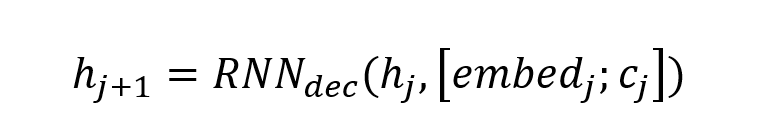 h_{j+1} = RNN_{dec}(h_j, [embed_j; c_j])